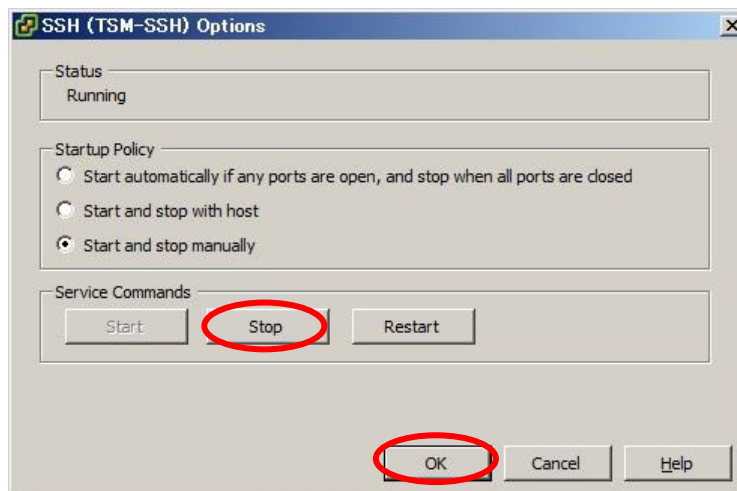 SSH (TSM-SSH) Options
Status
Running
Startup Policy
Start automatically if any ports are open, and stop when all ports are closed
Start and stop with host
Start and stop manually
Service Commands
Start Stop Restart
OK Cancel Help